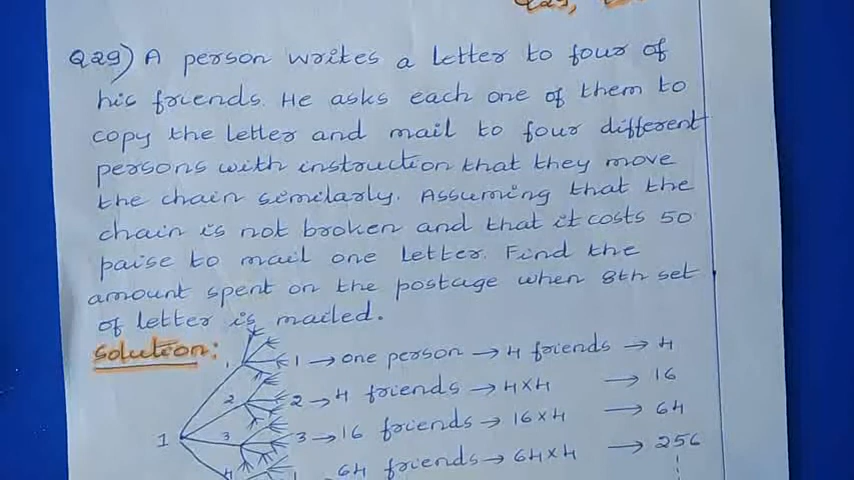 Q29) A person writes a letter to four of
his friends. He asks each one of them to
copy the letter and mail to four different
persons with instruction that they move
the chain similarly. Assuming that the
chain is not broken and that it costs 50
paise to mail one letter. Find the
amount spent on the postage when 8th set
of letter is mailed.
Solution:
1 → one person → 4 friends → 4
2 → 4 friends → 4×4 → 16
3 → 16 friends → 16×4 → 64
64 friends → 64×4 → 256
1
1
2
3
4